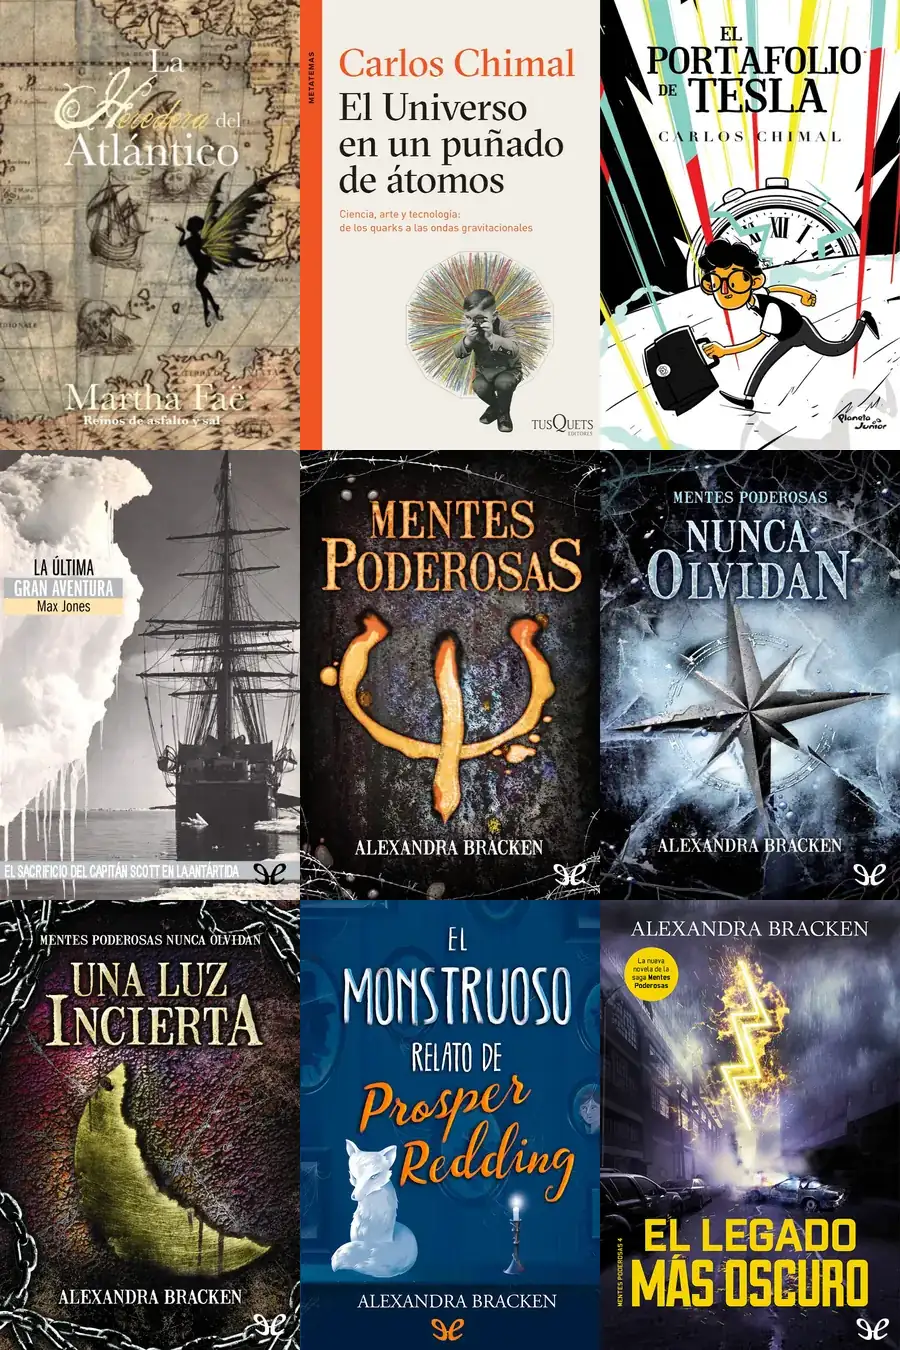 La
Heredera del
Atlántico
Martha Faë
Remos de asfalto y sal
METATEMAS
Carlos Chimal
El Universo
en un puñado
de átomos
Ciencia, arte y tecnología:
de los quarks a las ondas gravitacionales
TUSQUETS
EDITORES
EL
PORTAFOLIO
DE TESLA
CARLOS CHIMAL
XII
Planeta
Junior
LA ÚLTIMA
GRAN AVENTURA
Max Jones
EL SACRIFICIO DEL CAPITÁN SCOTT EN LA ANTÁRTIDA
MENTES
PODEROSAS
ALEXANDRA BRACKEN
MENTES PODEROSAS
NUNCA
OLVIDAN
ALEXANDRA BRACKEN
MENTES PODEROSAS NUNCA OLVIDAN
UNA LUZ
INCIERTA
ALEXANDRA BRACKEN
EL
MONSTRUOSO
RELATO DE
Prosper
Redding
ALEXANDRA BRACKEN
ALEXANDRA BRACKEN
La nueva
novela de la
saga Mentes
Poderosas
MENTES PODEROSAS 4
EL LEGADO
MÁS OSCURO